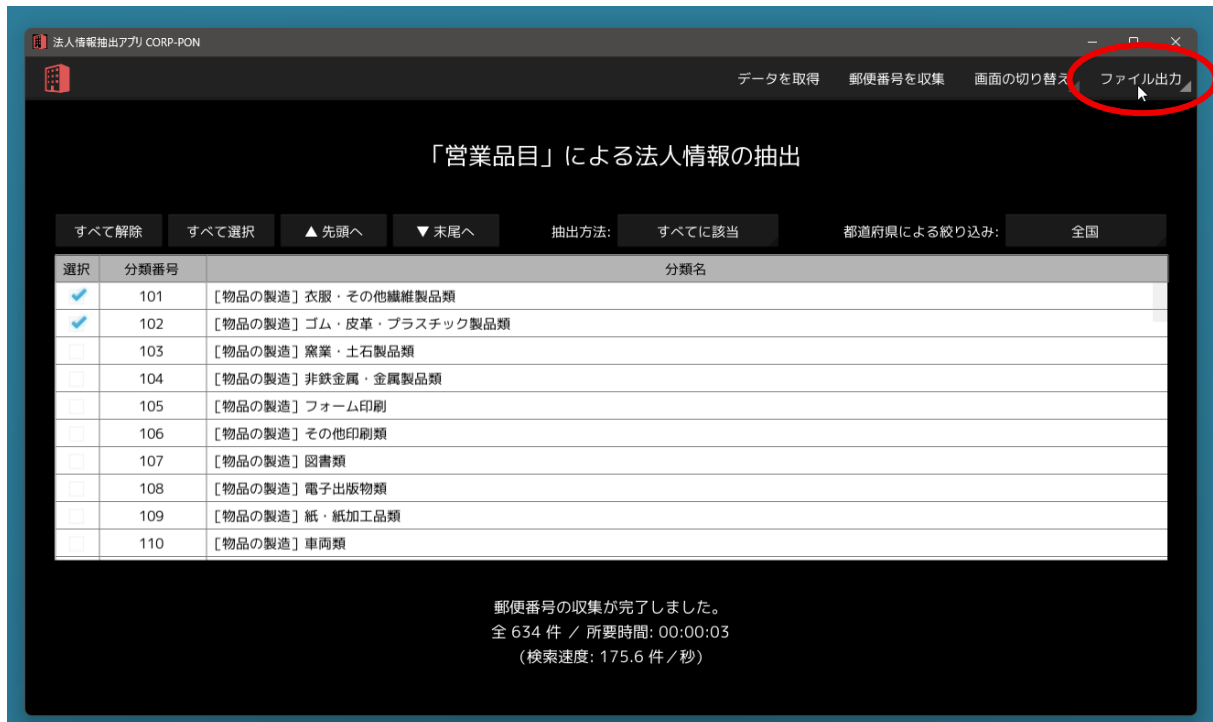 法人情報抽出アプリ CORP-PON
データを取得 郵便番号を収集 画面の切り替え ファイル出力
「営業品目」による法人情報の抽出
すべて解除 すべて選択 ▲ 先頭へ ▼ 末尾へ 抽出方法: すべてに該当 都道府県による絞り込み: 全国
選択 分類番号 分類名
101 [物品の製造] 衣服・その他繊維製品類
102 [物品の製造] ゴム・皮革・プラスチック製品類
103 [物品の製造] 窯業・土石製品類
104 [物品の製造] 非鉄金属・金属製品類
105 [物品の製造] フォーム印刷
106 [物品の製造] その他印刷類
107 [物品の製造] 図書類
108 [物品の製造] 電子出版物類
109 [物品の製造] 紙・紙加工品類
110 [物品の製造] 車両類
郵便番号の収集が完了しました。
全 634 件 / 所要時間: 00:00:03
(検索速度: 175.6 件/秒)